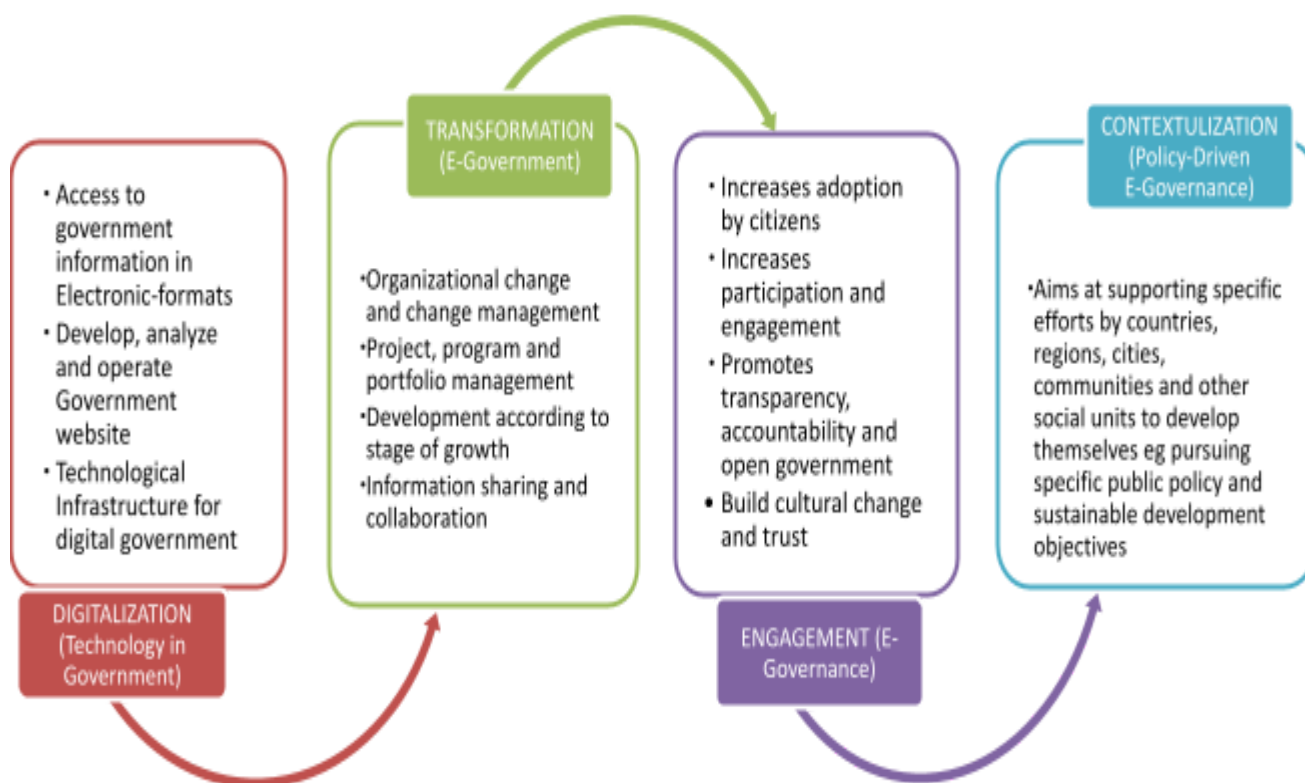 • Access to
government
information in
Electronic-formats
• Develop, analyze
and operate
Government
website
• Technological
Infrastructure for
digital government
DIGITALIZATION
(Technology in
Government)
TRANSFORMATION
(E-Government)
•Organizational change
and change management
•Project, program and
portfolio management
•Development according to
stage of growth
•Information sharing and
collaboration
• Increases adoption
by citizens
• Increases
participation and
engagement
• Promotes
transparency,
accountability and
open government
• Build cultural change
and trust
ENGAGEMENT (E-
Governance)
CONTEXTULIZATION
(Policy-Driven
E-Governance)
•Aims at supporting specific
efforts by countries,
regions, cities,
communities and other
social units to develop
themselves eg pursuing
specific public policy and
sustainable development
objectives